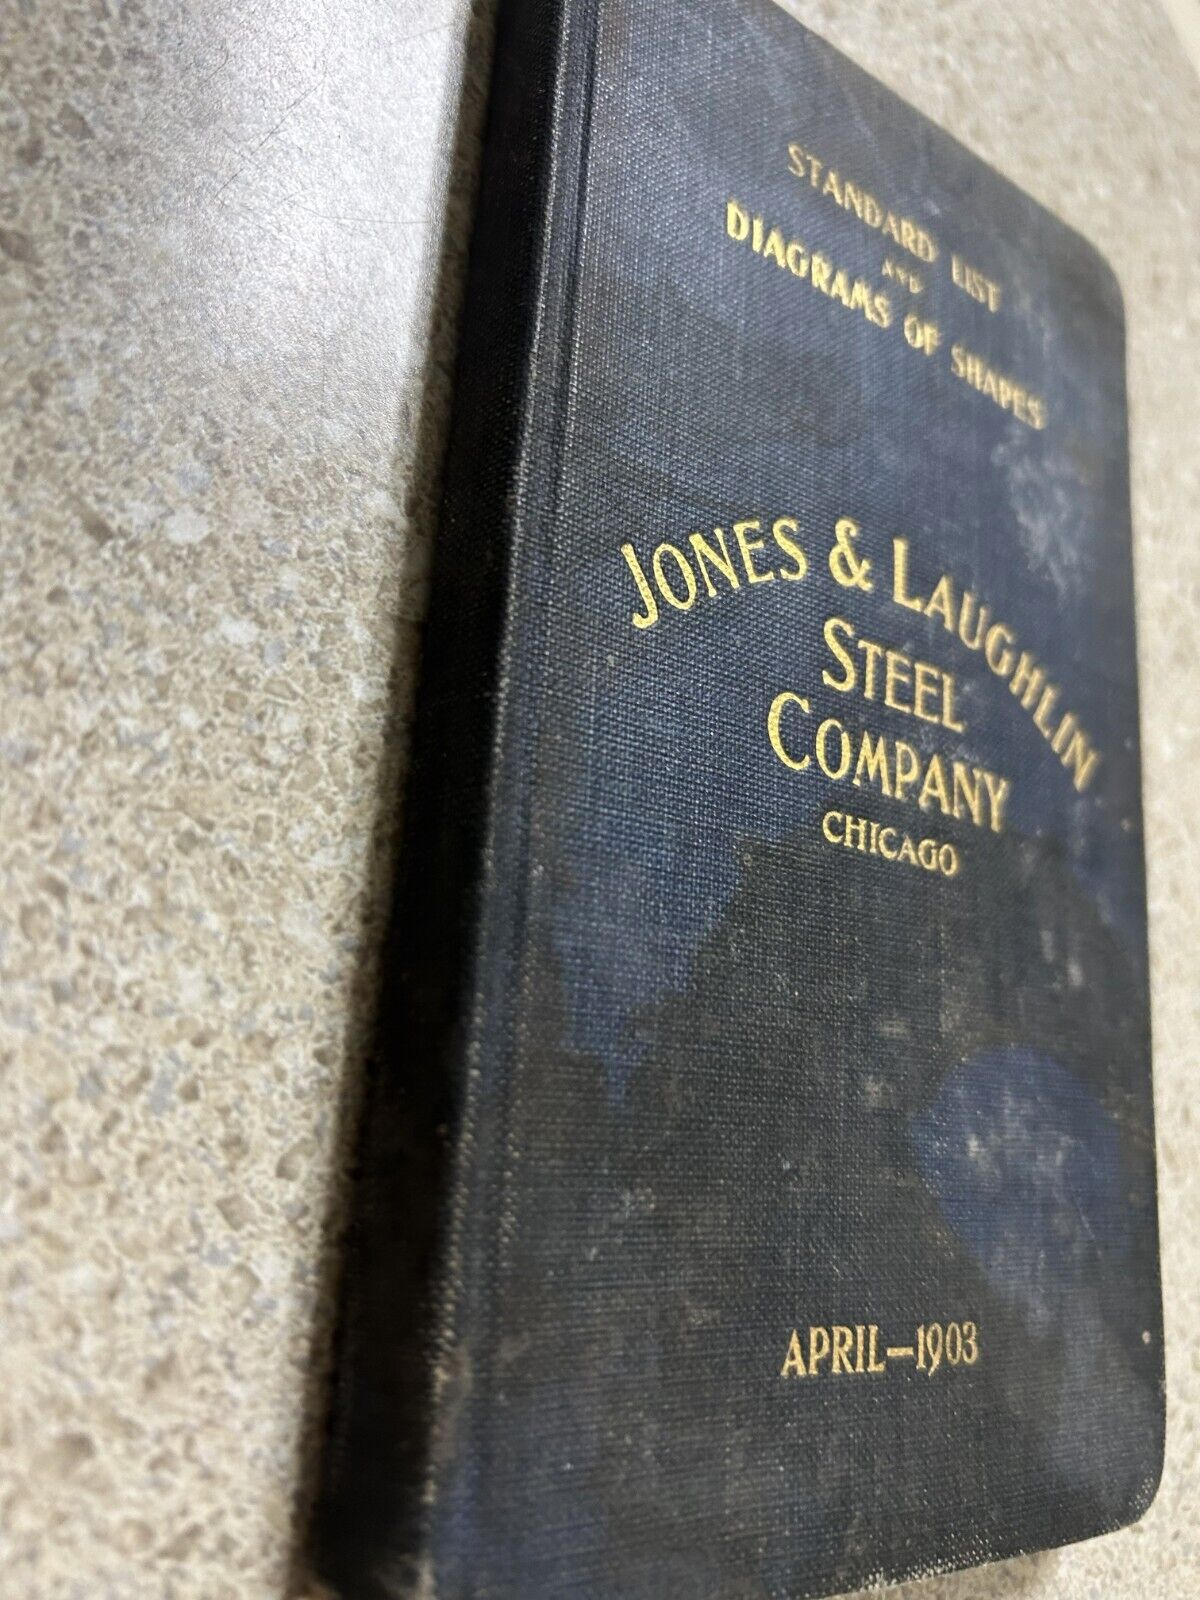 STANDARD LIST
AND
DIAGRAMS OF SHAPES
JONES & LAUGHLIN
STEEL
COMPANY
CHICAGO
APRIL—1903